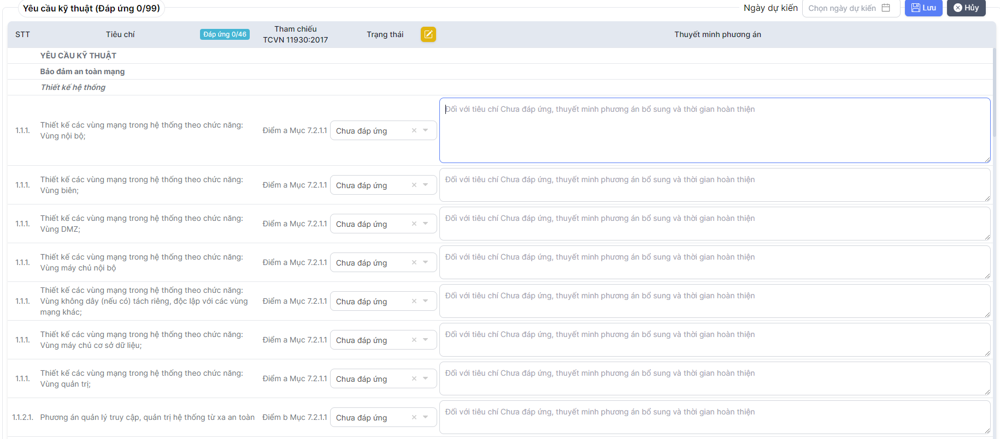 Yêu cầu kỹ thuật (Đáp ứng 0/99)
Ngày dự kiến
Chọn ngày dự kiến
Lưu
Hủy
STT
Tiêu chí
Đáp ứng 0/46
Tham chiếu
TCVN 11930:2017
Trạng thái
Thuyết minh phương án
YÊU CẦU KỸ THUẬT
Bảo đảm an toàn mạng
Thiết kế hệ thống
1.1.1.
Thiết kế các vùng mạng trong hệ thống theo chức năng:
Vùng nội bộ;
Điểm a Mục 7.2.1.1
Chưa đáp ứng
Đối với tiêu chí Chưa đáp ứng, thuyết minh phương án bổ sung và thời gian hoàn thiện
1.1.1.
Thiết kế các vùng mạng trong hệ thống theo chức năng:
Vùng biên;
Điểm a Mục 7.2.1.1
Chưa đáp ứng
Đối với tiêu chí Chưa đáp ứng, thuyết minh phương án bổ sung và thời gian hoàn thiện
1.1.1.
Thiết kế các vùng mạng trong hệ thống theo chức năng:
Vùng DMZ;
Điểm a Mục 7.2.1.1
Chưa đáp ứng
Đối với tiêu chí Chưa đáp ứng, thuyết minh phương án bổ sung và thời gian hoàn thiện
1.1.1.
Thiết kế các vùng mạng trong hệ thống theo chức năng:
Vùng máy chủ nội bộ
Điểm a Mục 7.2.1.1
Chưa đáp ứng
Đối với tiêu chí Chưa đáp ứng, thuyết minh phương án bổ sung và thời gian hoàn thiện
1.1.1.
Thiết kế các vùng mạng trong hệ thống theo chức năng:
Vùng không dây (nếu có) tách riêng, độc lập với các vùng
mạng khác;
Điểm a Mục 7.2.1.1
Chưa đáp ứng
Đối với tiêu chí Chưa đáp ứng, thuyết minh phương án bổ sung và thời gian hoàn thiện
1.1.1.
Thiết kế các vùng mạng trong hệ thống theo chức năng:
Vùng máy chủ cơ sở dữ liệu;
Điểm a Mục 7.2.1.1
Chưa đáp ứng
Đối với tiêu chí Chưa đáp ứng, thuyết minh phương án bổ sung và thời gian hoàn thiện
1.1.1.
Thiết kế các vùng mạng trong hệ thống theo chức năng:
Vùng quản trị;
Điểm a Mục 7.2.1.1
Chưa đáp ứng
Đối với tiêu chí Chưa đáp ứng, thuyết minh phương án bổ sung và thời gian hoàn thiện
1.1.2.1.
Phương án quản lý truy cập, quản trị hệ thống từ xa an toàn
Điểm b Mục 7.2.1.1
Chưa đáp ứng
Đối với tiêu chí Chưa đáp ứng, thuyết minh phương án bổ sung và thời gian hoàn thiện